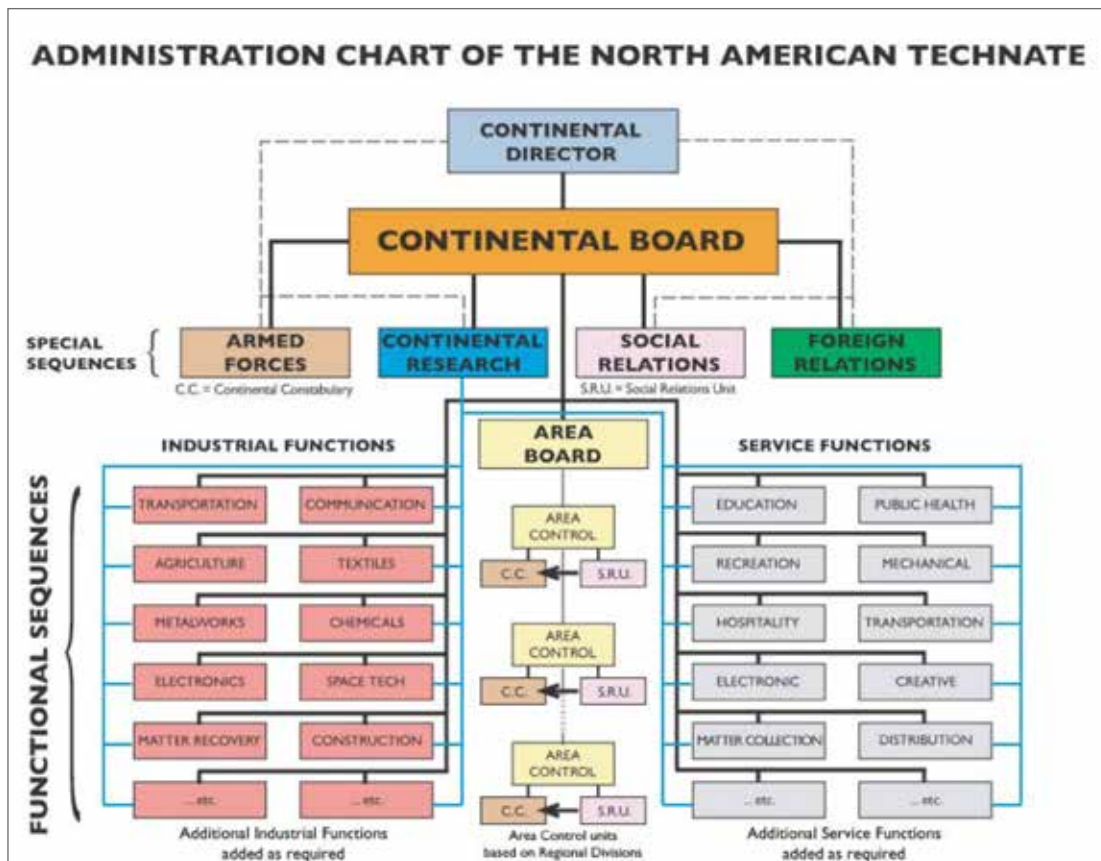 ADMINISTRATION CHART OF THE NORTH AMERICAN TECHNATE
CONTINENTAL
DIRECTOR
CONTINENTAL BOARD
SPECIAL
SEQUENCES
ARMED
FORCES
CONTINENTAL
RESEARCH
SOCIAL
RELATIONS
FOREIGN
RELATIONS
C.C. = Continental Constabulary
S.R.U. = Social Relations Unit
INDUSTRIAL FUNCTIONS
AREA
BOARD
SERVICE FUNCTIONS
FUNCTIONAL SEQUENCES
TRANSPORTATION
COMMUNICATION
AGRICULTURE
TEXTILES
METALWORKS
CHEMICALS
ELECTRONICS
SPACE TECH
MATTER RECOVERY
CONSTRUCTION
... etc.
... etc.
Additional Industrial Functions
added as required
AREA
CONTROL
C.C.
S.R.U.
AREA
CONTROL
C.C.
S.R.U.
AREA
CONTROL
C.C.
S.R.U.
Area Control units
based on Regional Divisions
EDUCATION
PUBLIC HEALTH
RECREATION
MECHANICAL
HOSPITALITY
TRANSPORTATION
ELECTRONIC
CREATIVE
MATTER COLLECTION
DISTRIBUTION
... etc.
... etc.
Additional Service Functions
added as required